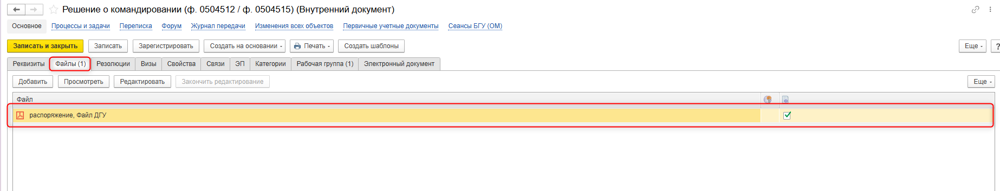 Решение о командировании (ф. 0504512 / ф. 0504515) (Внутренний документ)
Основное Процессы и задачи Переписка Форум Журнал передачи Изменения всех объектов Первичные учетные документы Сеансы БГУ (ОМ)
Записать и закрыть Записать Зарегистрировать Создать на основании Печать Создать шаблоны Еще ?
Реквизиты Файлы (1) Резолюции Визы Свойства Связи ЭП Категории Рабочая группа (1) Электронный документ
Добавить Просмотреть Редактировать Закончить редактирование Еще
Файл
распоряжение, Файл ДГУ